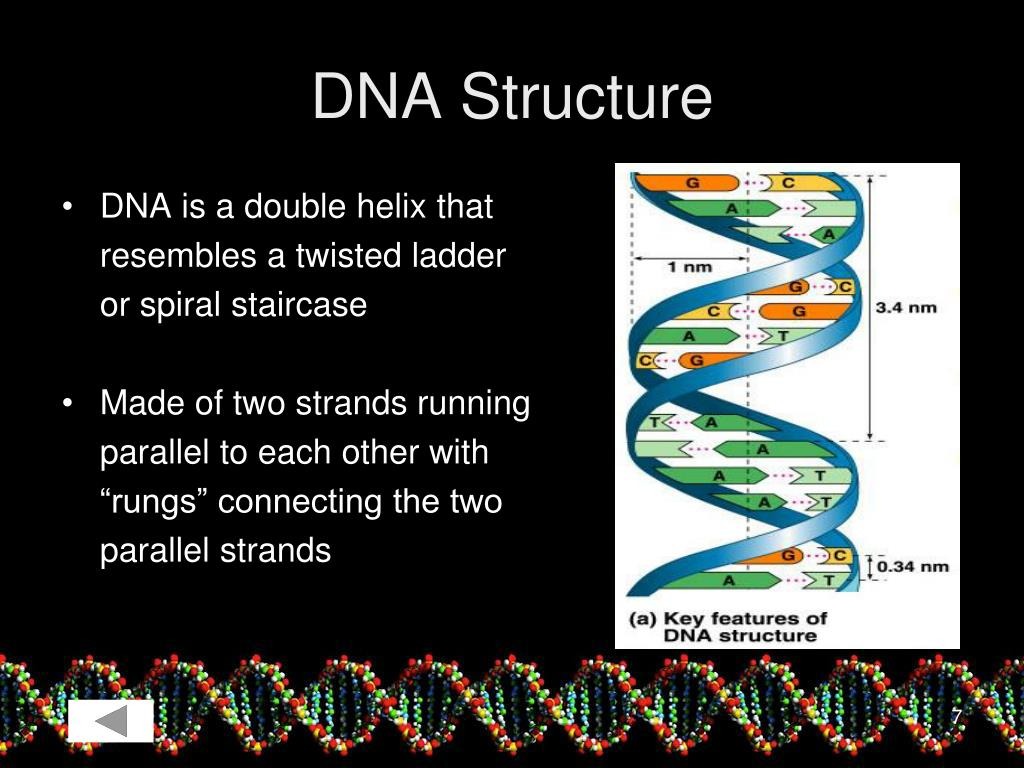 DNA Structure
• DNA is a double helix that
resembles a twisted ladder
or spiral staircase
• Made of two strands running
parallel to each other with
“rungs” connecting the two
parallel strands
G C
A
A
1 nm
G C
C G
3.4 nm
A T
C G
T A
A
A T
A T
G C
0.34 nm
A T
(a) Key features of
DNA structure
7